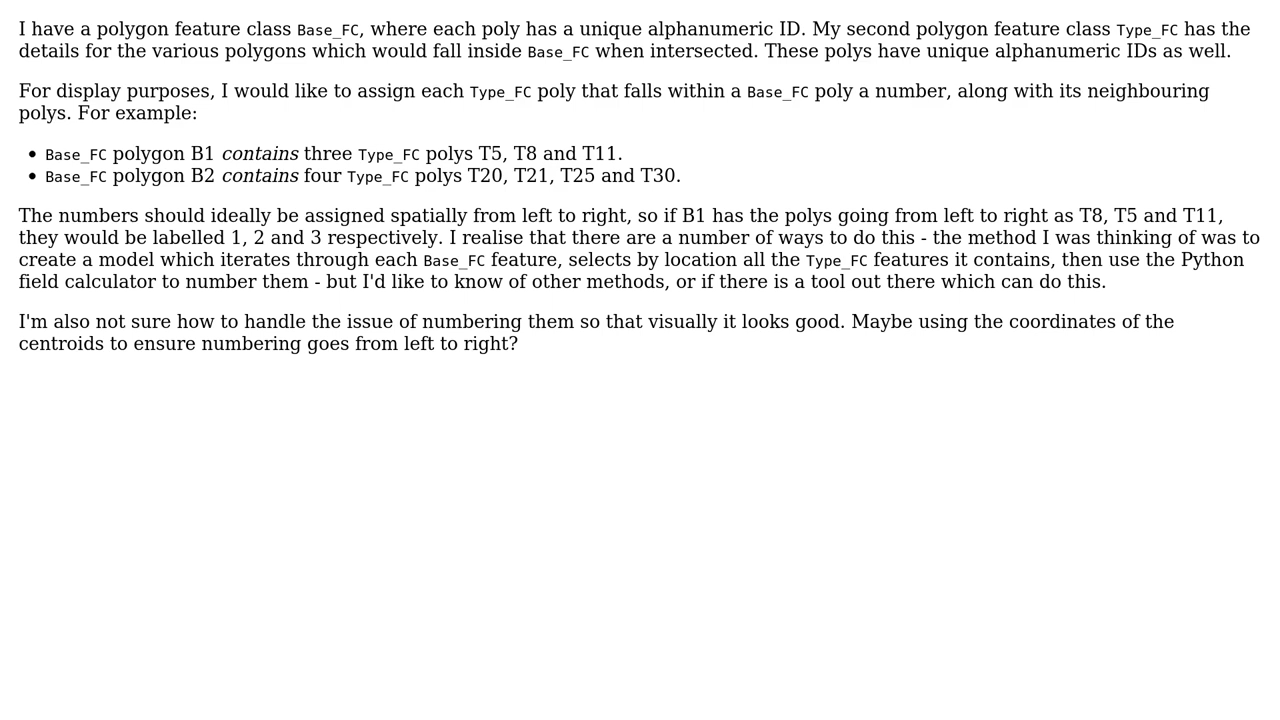 I have a polygon feature class Base_FC, where each poly has a unique alphanumeric ID. My second polygon feature class Type_FC has the
details for the various polygons which would fall inside Base_FC when intersected. These polys have unique alphanumeric IDs as well.
For display purposes, I would like to assign each Type_FC poly that falls within a Base_FC poly a number, along with its neighbouring
polys. For example:
• Base_FC polygon B1 contains three Type_FC polys T5, T8 and T11.
• Base_FC polygon B2 contains four Type_FC polys T20, T21, T25 and T30.
The numbers should ideally be assigned spatially from left to right, so if B1 has the polys going from left to right as T8, T5 and T11,
they would be labelled 1, 2 and 3 respectively. I realise that there are a number of ways to do this - the method I was thinking of was to
create a model which iterates through each Base_FC feature, selects by location all the Type_FC features it contains, then use the Python
field calculator to number them - but I'd like to know of other methods, or if there is a tool out there which can do this.
I'm also not sure how to handle the issue of numbering them so that visually it looks good. Maybe using the coordinates of the
centroids to ensure numbering goes from left to right?